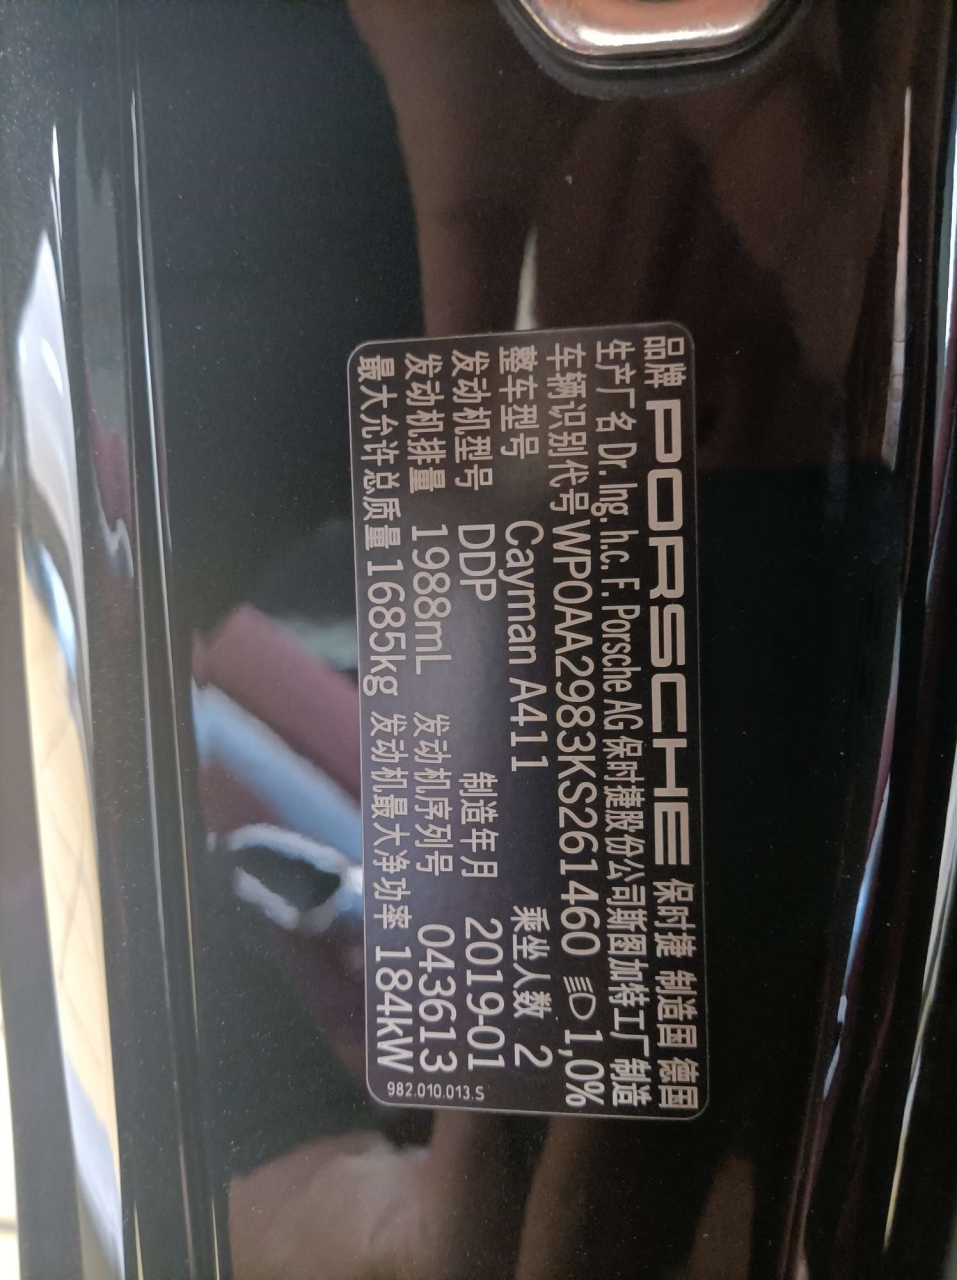 品牌 PORSCHE 保时捷 制造国 德国
生产厂名 Dr. Ing. h.c. F. Porsche AG 保时捷股份公司斯图加特工厂制造
车辆识别代号 WP0AA2983KS261460 1,0%
整车型号 Cayman A411 乘坐人数 2
发动机型号 DDP 制造年月 2019-01
发动机排量 1988mL 发动机序列号 043613
最大允许总质量 1685kg 发动机最大净功率 184kW
982.010.013.S